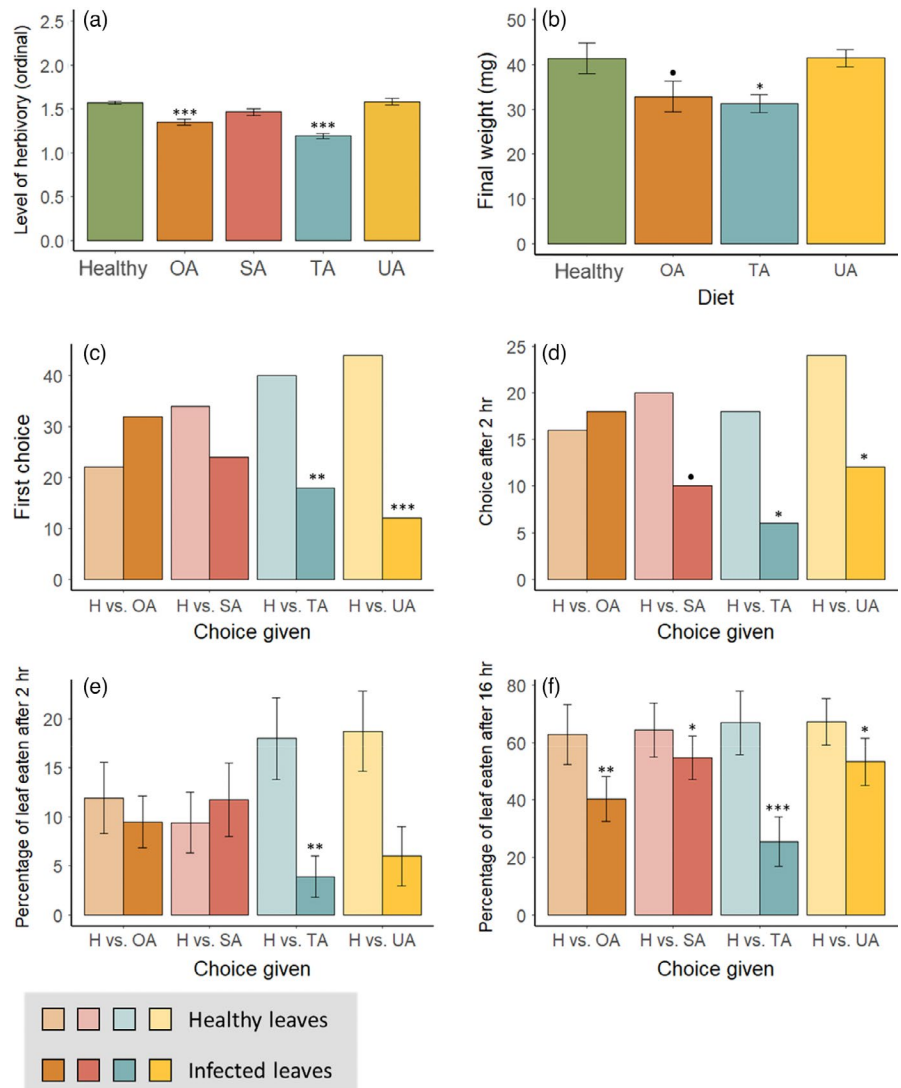 (a)
Level of herbivory (ordinal)
2.5
2.0
1.5
1.0
0.5
0.0
***
***
Healthy OA SA TA UA
(b)
Final weight (mg)
50
40
30
20
10
0
•
*
Healthy OA TA UA
Diet
(c)
First choice
40
30
20
10
0
**
***
H vs. OA H vs. SA H vs. TA H vs. UA
Choice given
(d)
Choice after 2 hr
25
20
15
10
5
0
•
*
*
H vs. OA H vs. SA H vs. TA H vs. UA
Choice given
(e)
Percentage of leaf eaten after 2 hr
20
15
10
5
0
**
H vs. OA H vs. SA H vs. TA H vs. UA
Choice given
(f)
Percentage of leaf eaten after 16 hr
80
60
40
20
0
**
*
***
*
H vs. OA H vs. SA H vs. TA H vs. UA
Choice given
Healthy leaves
Infected leaves